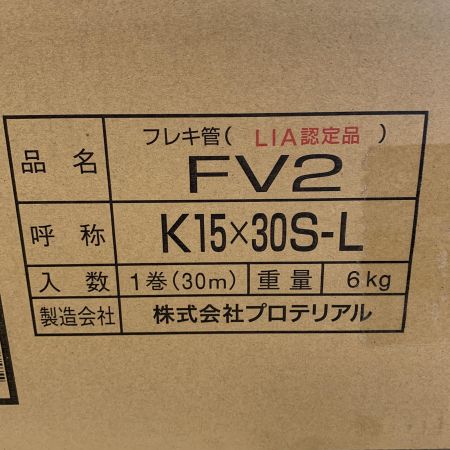 フレキ管( LIA認定品 )
品名 FV2
呼称 K15×30S-L
入数 1巻(30m) 重量 6kg
製造会社 株式会社プロテリアル